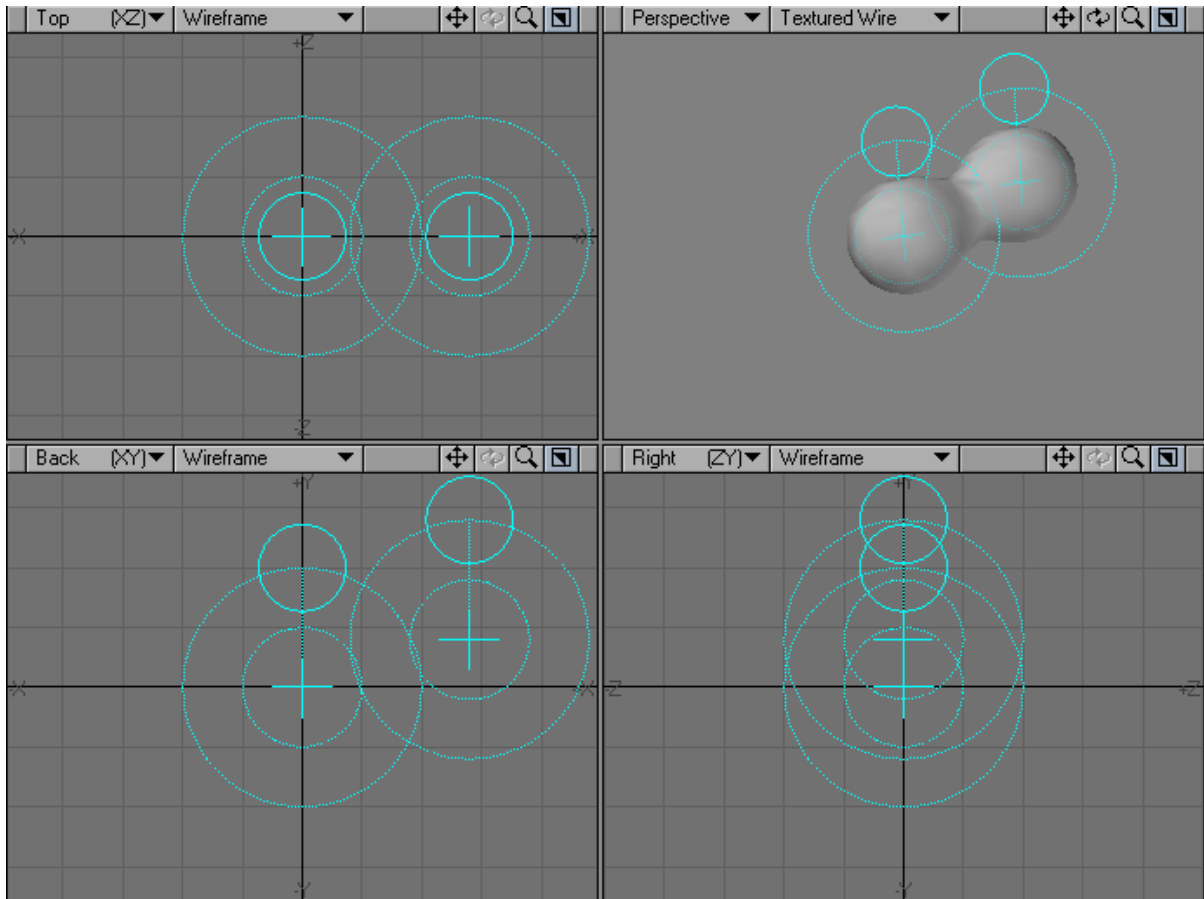 Top (XZ) Wireframe
+Z
-X +X
-Z
Perspective Textured Wire
Back (XY) Wireframe
+Y
-X +X
-Y
Right (ZY) Wireframe
+Y
-Z +Z
-Y